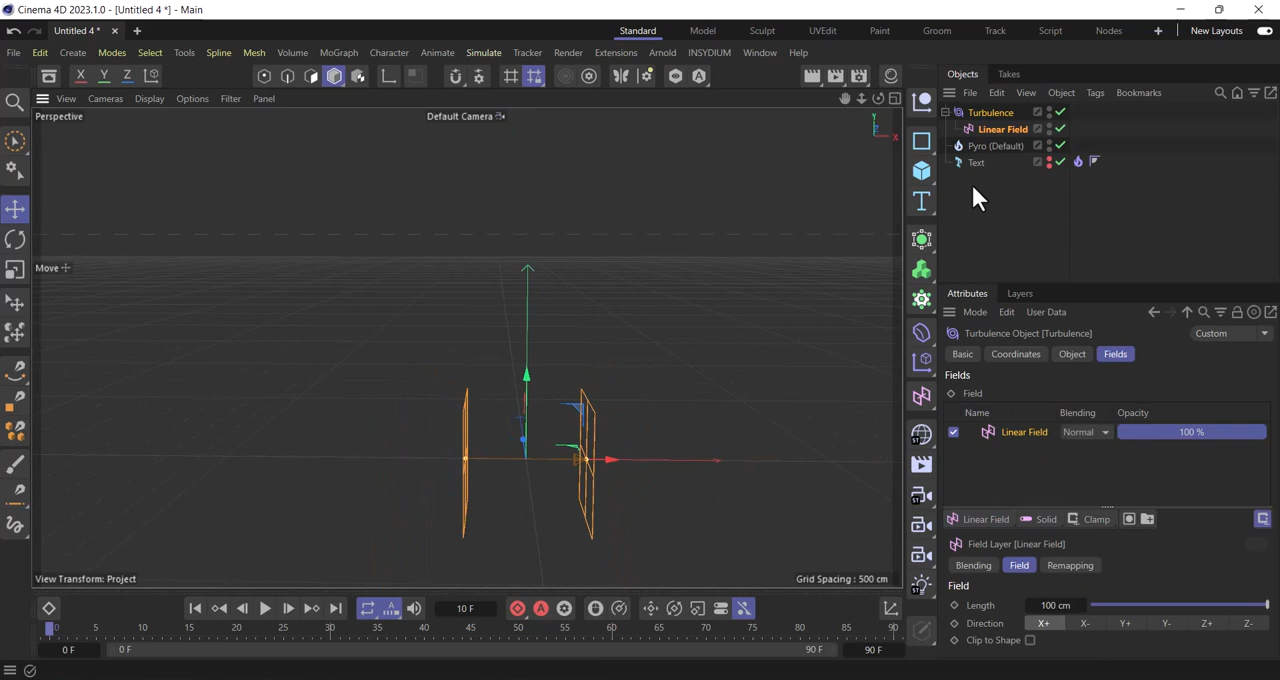 Cinema 4D 2023.1.0 - [Untitled 4 *] - Main
Untitled 4 *
Standard Model Sculpt UVEdit Paint Groom Track Script Nodes New Layouts
File Edit Create Modes Select Tools Spline Mesh Volume MoGraph Character Animate Simulate Tracker Render Extensions Arnold INSYDIUM Window Help
X Y Z
Objects Takes
View Cameras Display Options Filter Panel
File Edit View Object Tags Bookmarks
Perspective
Default Camera
Y
Z
X
Turbulence
Linear Field
Pyro (Default)
Text
Move
Attributes Layers
Mode Edit User Data
Turbulence Object [Turbulence]
Custom
Basic Coordinates Object Fields
Fields
Field
Name Blending Opacity
Linear Field Normal 100 %
Linear Field Solid Clamp
Field Layer [Linear Field]
Blending Field Remapping
Field
Length 100 cm
Direction X+ X- Y+ Y- Z+ Z-
Clip to Shape
View Transform: Project
Grid Spacing : 500 cm
10 F
0 5 10 15 20 25 30 35 40 45 50 55 60 65 70 75 80 85 90
0 F
0 F
90 F
90 F